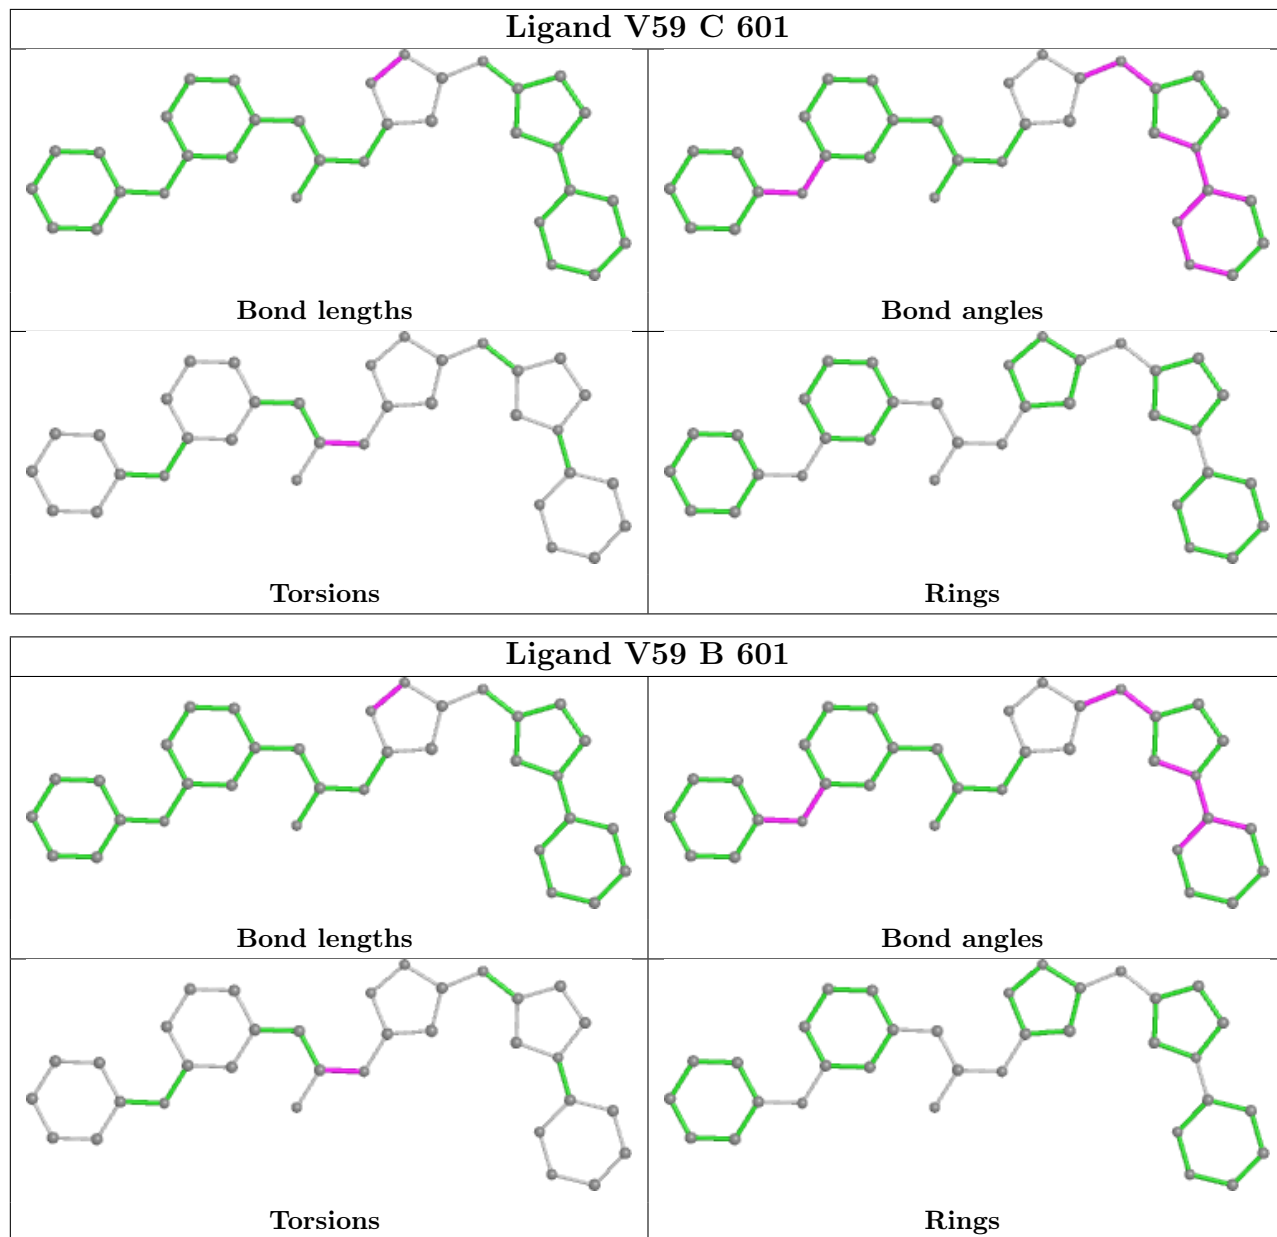 Ligand V59 C 601
Bond lengths
Bond angles
Torsions
Rings
Ligand V59 B 601
Bond lengths
Bond angles
Torsions
Rings